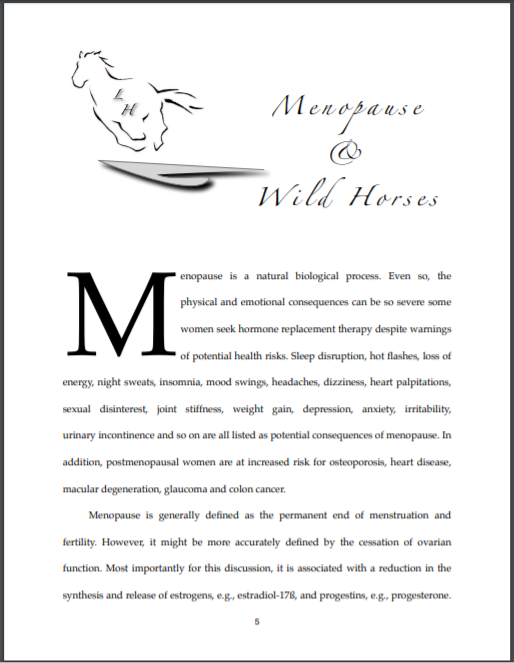 L
H
Menopause
&
Wild Horses
Menopause is a natural biological process. Even so, the
physical and emotional consequences can be so severe some
women seek hormone replacement therapy despite warnings
of potential health risks. Sleep disruption, hot flashes, loss of
energy, night sweats, insomnia, mood swings, headaches, dizziness, heart palpitations,
sexual disinterest, joint stiffness, weight gain, depression, anxiety, irritability,
urinary incontinence and so on are all listed as potential consequences of menopause. In
addition, postmenopausal women are at increased risk for osteoporosis, heart disease,
macular degeneration, glaucoma and colon cancer.
Menopause is generally defined as the permanent end of menstruation and
fertility. However, it might be more accurately defined by the cessation of ovarian
function. Most importantly for this discussion, it is associated with a reduction in the
synthesis and release of estrogens, e.g., estradiol-17ß, and progestins, e.g., progesterone.
5